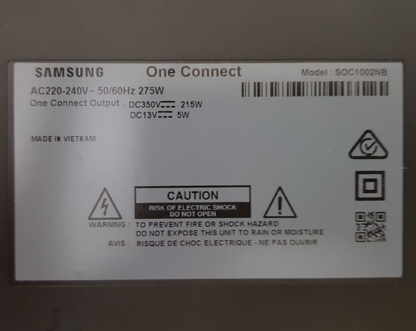 SAMSUNG One Connect Model : SOC1002NB
AC220-240V~ 50/60Hz 275W
One Connect Output : DC350V⎓ 215W
DC13V⎓ 5W
MADE IN VIETNAM
CAUTION
RISK OF ELECTRIC SHOCK
DO NOT OPEN
WARNING : TO PREVENT FIRE OR SHOCK HAZARD
DO NOT EXPOSE THIS UNIT TO RAIN OR MOISTURE
AVIS : RISQUE DE CHOC ELECTRIQUE - NE PAS OUVRIR